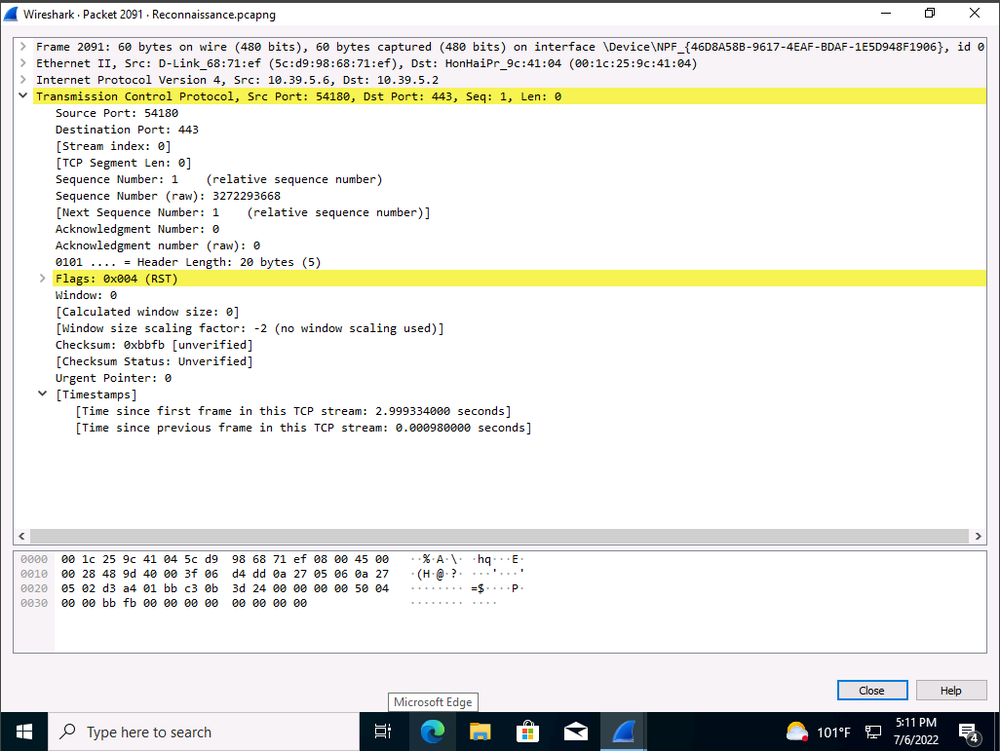 Wireshark · Packet 2091 · Reconnaissance.pcapng
Frame 2091: 60 bytes on wire (480 bits), 60 bytes captured (480 bits) on interface \Device\NPF_{46D8A58B-9617-4EAF-BDAF-1E5D948F1906}, id 0
Ethernet II, Src: D-Link_68:71:ef (5c:d9:98:68:71:ef), Dst: HonHaiPr_9c:41:04 (00:1c:25:9c:41:04)
Internet Protocol Version 4, Src: 10.39.5.6, Dst: 10.39.5.2
Transmission Control Protocol, Src Port: 54180, Dst Port: 443, Seq: 1, Len: 0
Source Port: 54180
Destination Port: 443
[Stream index: 0]
[TCP Segment Len: 0]
Sequence Number: 1    (relative sequence number)
Sequence Number (raw): 3272293668
[Next Sequence Number: 1    (relative sequence number)]
Acknowledgment Number: 0
Acknowledgment number (raw): 0
0101 .... = Header Length: 20 bytes (5)
Flags: 0x004 (RST)
Window: 0
[Calculated window size: 0]
[Window size scaling factor: -2 (no window scaling used)]
Checksum: 0xbbfb [unverified]
[Checksum Status: Unverified]
Urgent Pointer: 0
[Timestamps]
[Time since first frame in this TCP stream: 2.999334000 seconds]
[Time since previous frame in this TCP stream: 0.000980000 seconds]
0000 00 1c 25 9c 41 04 5c d9 98 68 71 ef 08 00 45 00 ··%·A·\· ·hq···E·
0010 00 28 48 9d 40 00 3f 06 d4 dd 0a 27 05 06 0a 27 ·(H·@·?· ···'···'
0020 05 02 d3 a4 01 bb c3 0b 3d 24 00 00 00 00 50 04 ········ =$····P·
0030 00 00 bb fb 00 00 00 00 00 00 00 00 ········ ····
Close
Help
Microsoft Edge
Type here to search
101°F
5:11 PM
7/6/2022
4